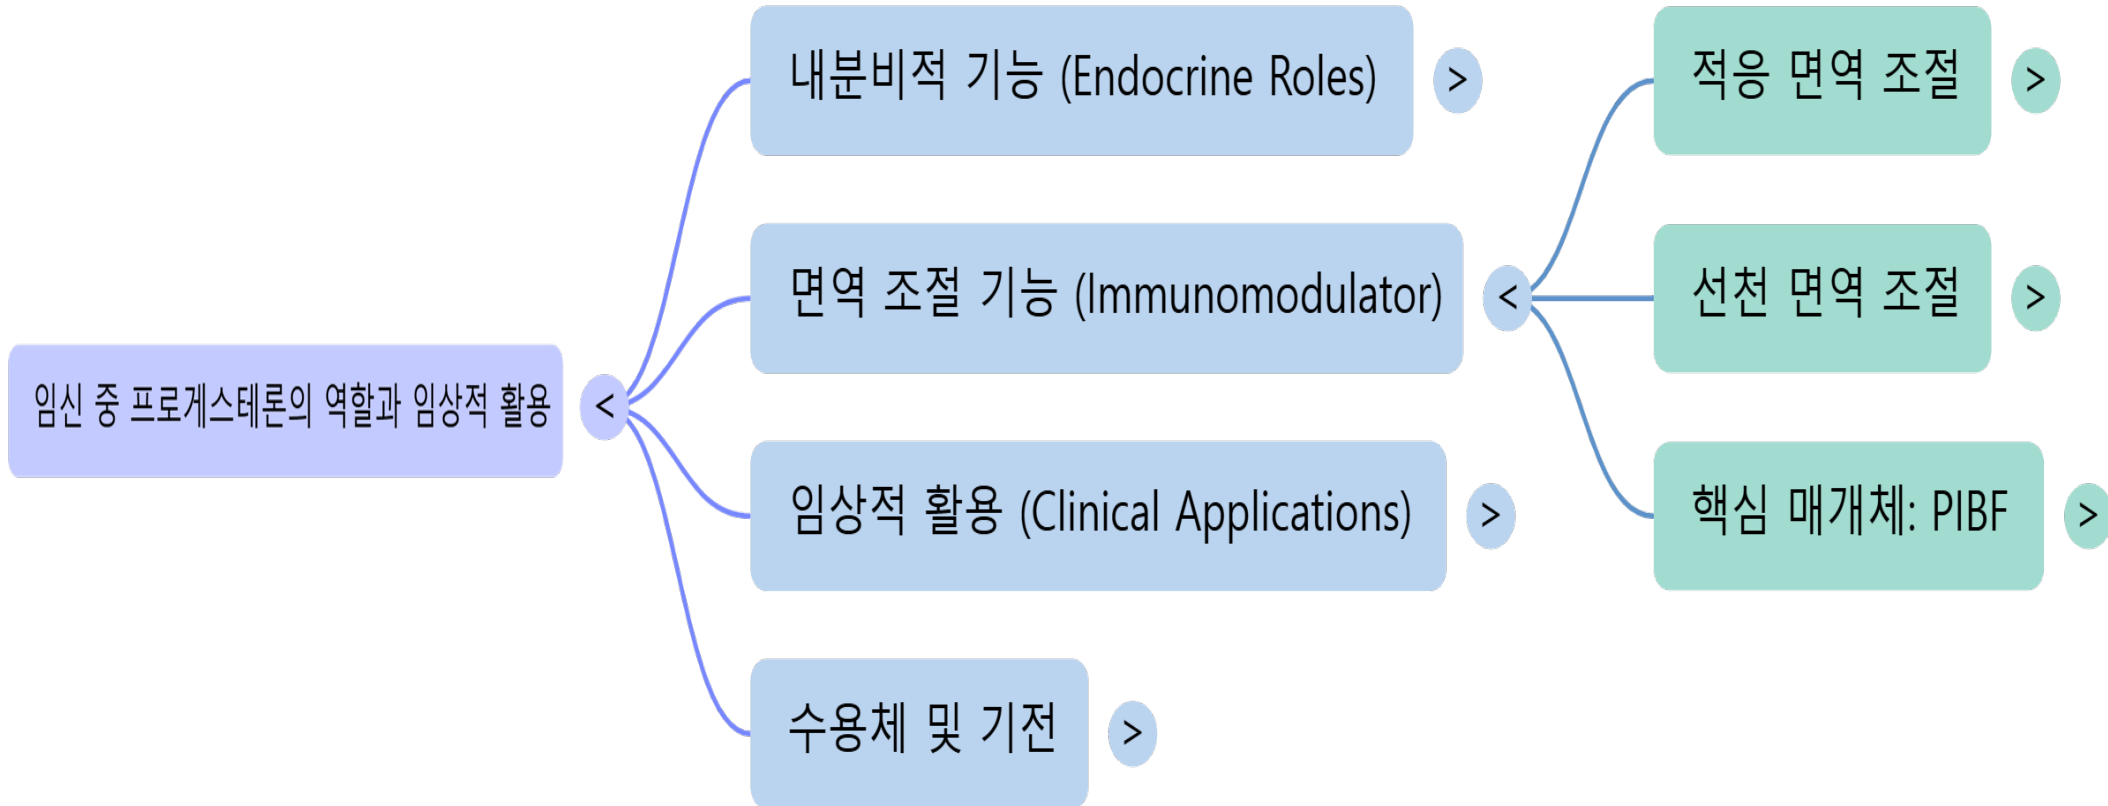 임신 중 프로게스테론의 역할과 임상적 활용
<
내분비적 기능 (Endocrine Roles)
>
면역 조절 기능 (Immunomodulator)
<
임상적 활용 (Clinical Applications)
>
수용체 및 기전
>
적응 면역 조절
>
선천 면역 조절
>
핵심 매개체: PIBF
>